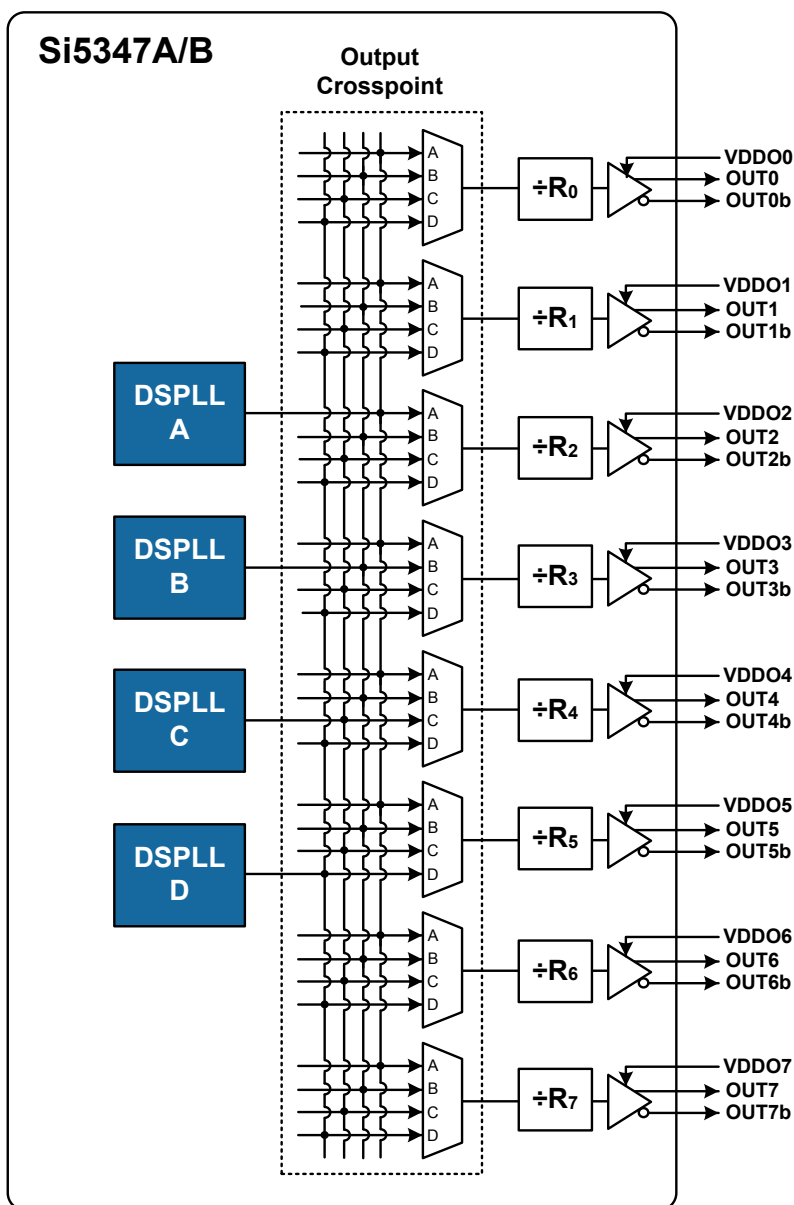 Si5347A/B
Output
Crosspoint
A
B
C
D
÷R0
VDDO0
OUT0
OUT0b
A
B
C
D
÷R1
VDDO1
OUT1
OUT1b
DSPLL
A
A
B
C
D
÷R2
VDDO2
OUT2
OUT2b
DSPLL
B
A
B
C
D
÷R3
VDDO3
OUT3
OUT3b
DSPLL
C
A
B
C
D
÷R4
VDDO4
OUT4
OUT4b
DSPLL
D
A
B
C
D
÷R5
VDDO5
OUT5
OUT5b
A
B
C
D
÷R6
VDDO6
OUT6
OUT6b
A
B
C
D
÷R7
VDDO7
OUT7
OUT7b